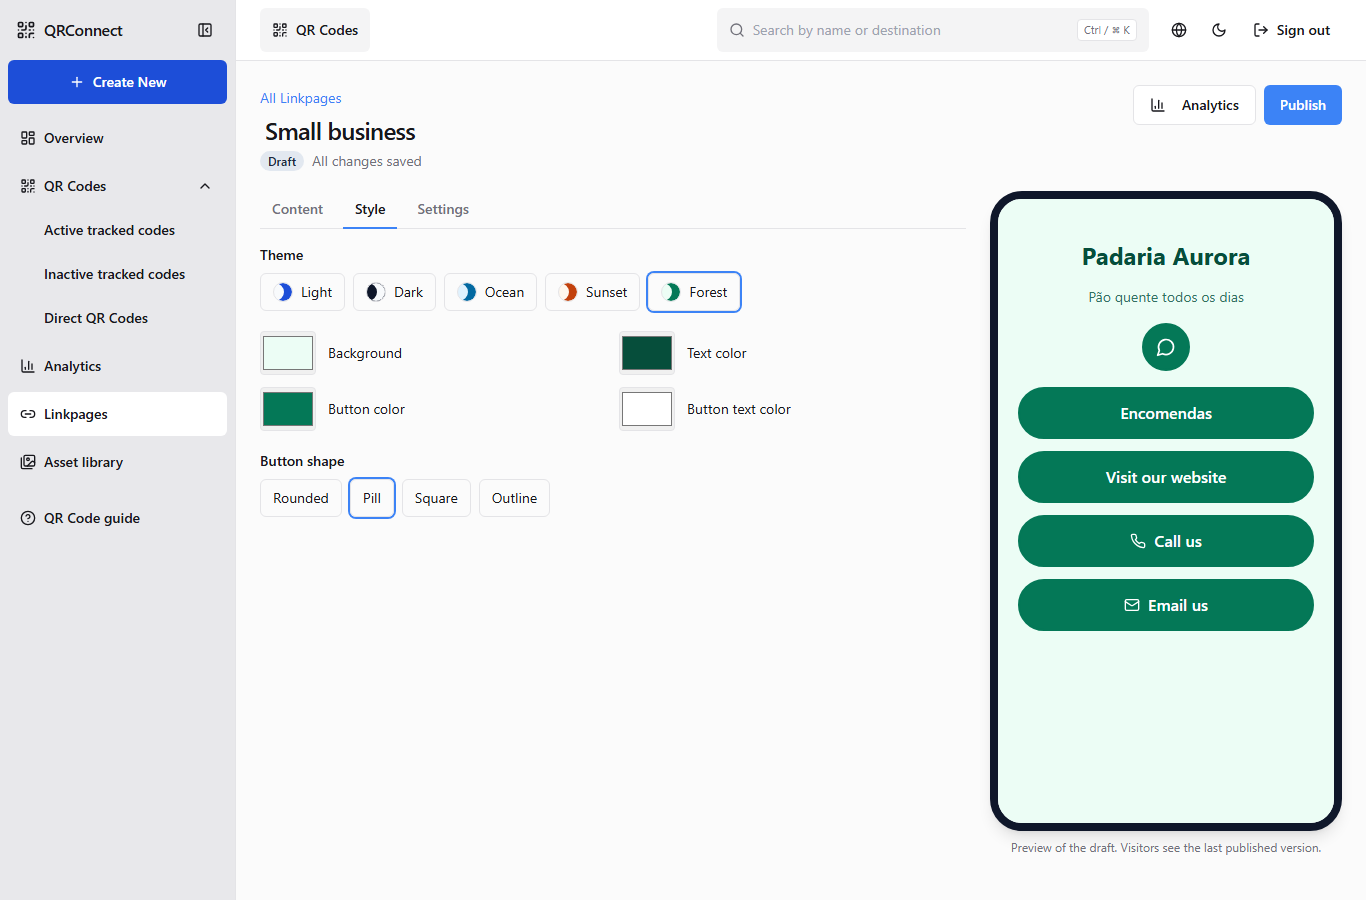 QRConnect
QR Codes
Search by name or destination
Ctrl / ⌘ K
Sign out
Create New
Overview
QR Codes
Active tracked codes
Inactive tracked codes
Direct QR Codes
Analytics
Linkpages
Asset library
QR Code guide
All Linkpages
Small business
Draft All changes saved
Analytics
Publish
Content Style Settings
Theme
Light Dark Ocean Sunset Forest
Background Text color
Button color Button text color
Button shape
Rounded Pill Square Outline
Padaria Aurora
Pão quente todos os dias
Encomendas
Visit our website
Call us
Email us
Preview of the draft. Visitors see the last published version.